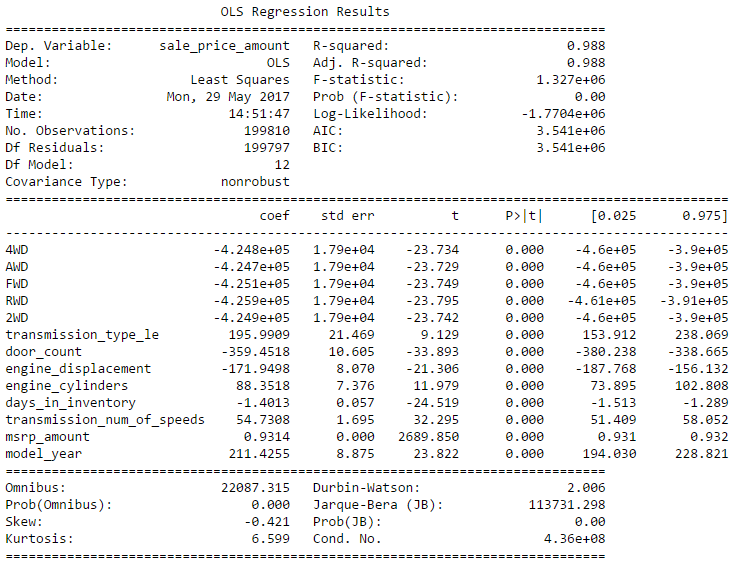 OLS Regression Results
==============================================================================
Dep. Variable: sale_price_amount R-squared: 0.988
Model: OLS Adj. R-squared: 0.988
Method: Least Squares F-statistic: 1.327e+06
Date: Mon, 29 May 2017 Prob (F-statistic): 0.00
Time: 14:51:47 Log-Likelihood: -1.7704e+06
No. Observations: 199810 AIC: 3.541e+06
Df Residuals: 199797 BIC: 3.541e+06
Df Model: 12
Covariance Type: nonrobust
==============================================================================================
coef std err t P>|t| [0.025 0.975]
----------------------------------------------------------------------------------------------
4WD -4.248e+05 1.79e+04 -23.734 0.000 -4.6e+05 -3.9e+05
AWD -4.247e+05 1.79e+04 -23.729 0.000 -4.6e+05 -3.9e+05
FWD -4.251e+05 1.79e+04 -23.749 0.000 -4.6e+05 -3.9e+05
RWD -4.259e+05 1.79e+04 -23.795 0.000 -4.61e+05 -3.91e+05
2WD -4.249e+05 1.79e+04 -23.742 0.000 -4.6e+05 -3.9e+05
transmission_type_le 195.9909 21.469 9.129 0.000 153.912 238.069
door_count -359.4518 10.605 -33.893 0.000 -380.238 -338.665
engine_displacement -171.9498 8.070 -21.306 0.000 -187.768 -156.132
engine_cylinders 88.3518 7.376 11.979 0.000 73.895 102.808
days_in_inventory -1.4013 0.057 -24.519 0.000 -1.513 -1.289
transmission_num_of_speeds 54.7308 1.695 32.295 0.000 51.409 58.052
msrp_amount 0.9314 0.000 2689.850 0.000 0.931 0.932
model_year 211.4255 8.875 23.822 0.000 194.030 228.821
==============================================================================
Omnibus: 22087.315 Durbin-Watson: 2.006
Prob(Omnibus): 0.000 Jarque-Bera (JB): 113731.298
Skew: -0.421 Prob(JB): 0.00
Kurtosis: 6.599 Cond. No. 4.36e+08
==============================================================================